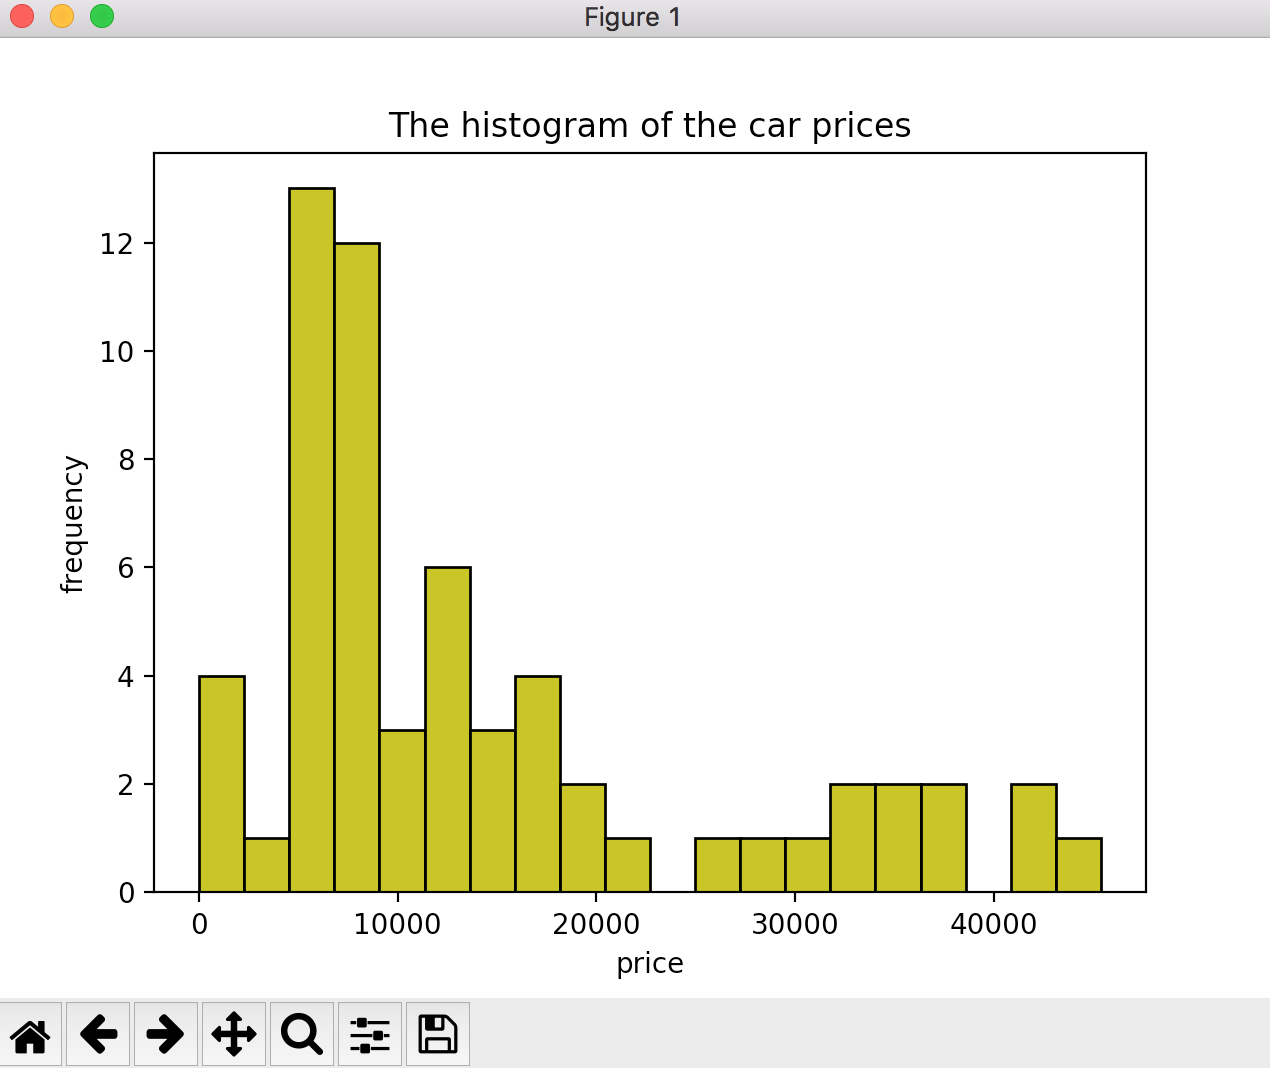 Figure 1
The histogram of the car prices
12
10
8
6
4
2
0
frequency
0 10000 20000 30000 40000
price